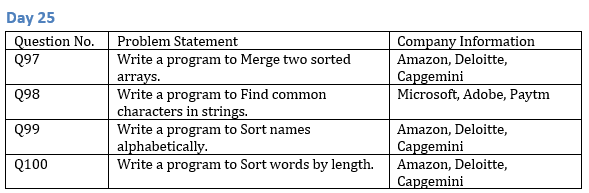 Day 25
Question No. Problem Statement Company Information
Q97 Write a program to Merge two sorted Amazon, Deloitte,
arrays. Capgemini
Q98 Write a program to Find common Microsoft, Adobe, Paytm
characters in strings.
Q99 Write a program to Sort names Amazon, Deloitte,
alphabetically. Capgemini
Q100 Write a program to Sort words by length. Amazon, Deloitte,
Capgemini